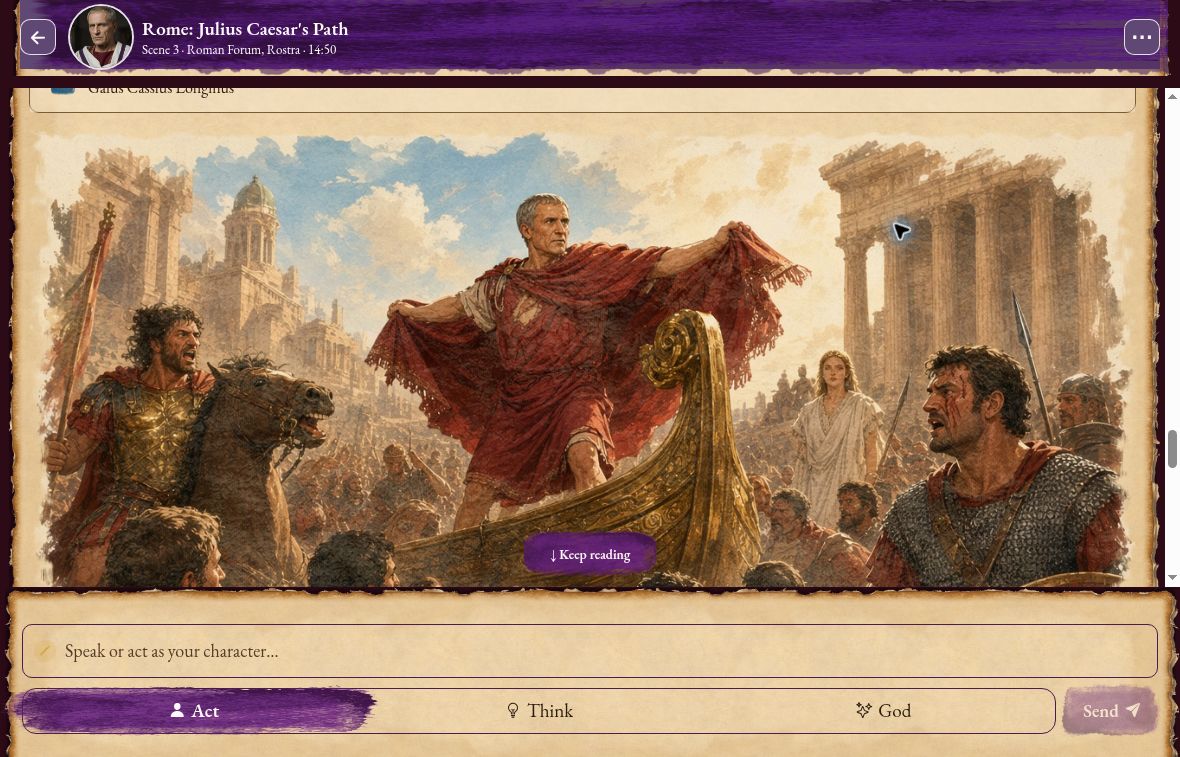 Rome: Julius Caesar's Path
Scene 3 · Roman Forum, Rostra · 14:50
Gaius Cassius Longinus
↓ Keep reading
Speak or act as your character...
Act
Think
God
Send